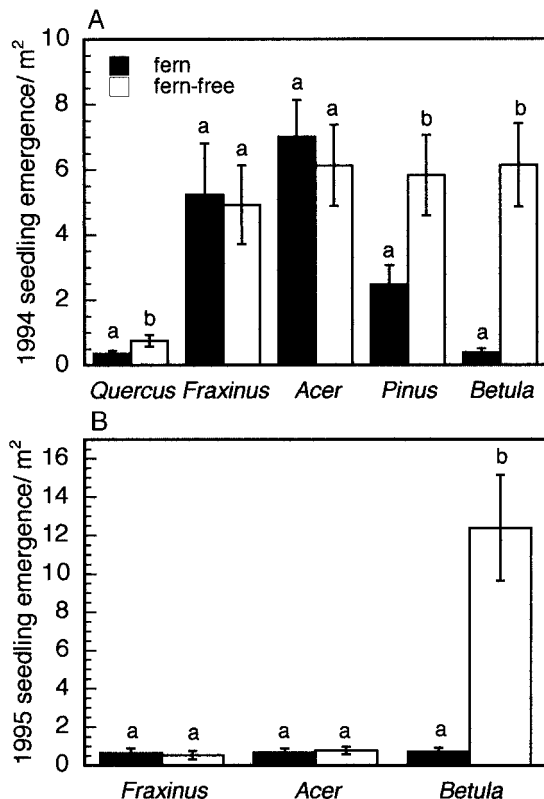 A
1994 seedling emergence/ m²
10
8
6
4
2
0
fern
fern-free
a b a a a a a b a b
Quercus Fraxinus Acer Pinus Betula
B
1995 seedling emergence/ m²
16
14
12
10
8
6
4
2
0
a a a a a b
Fraxinus Acer Betula